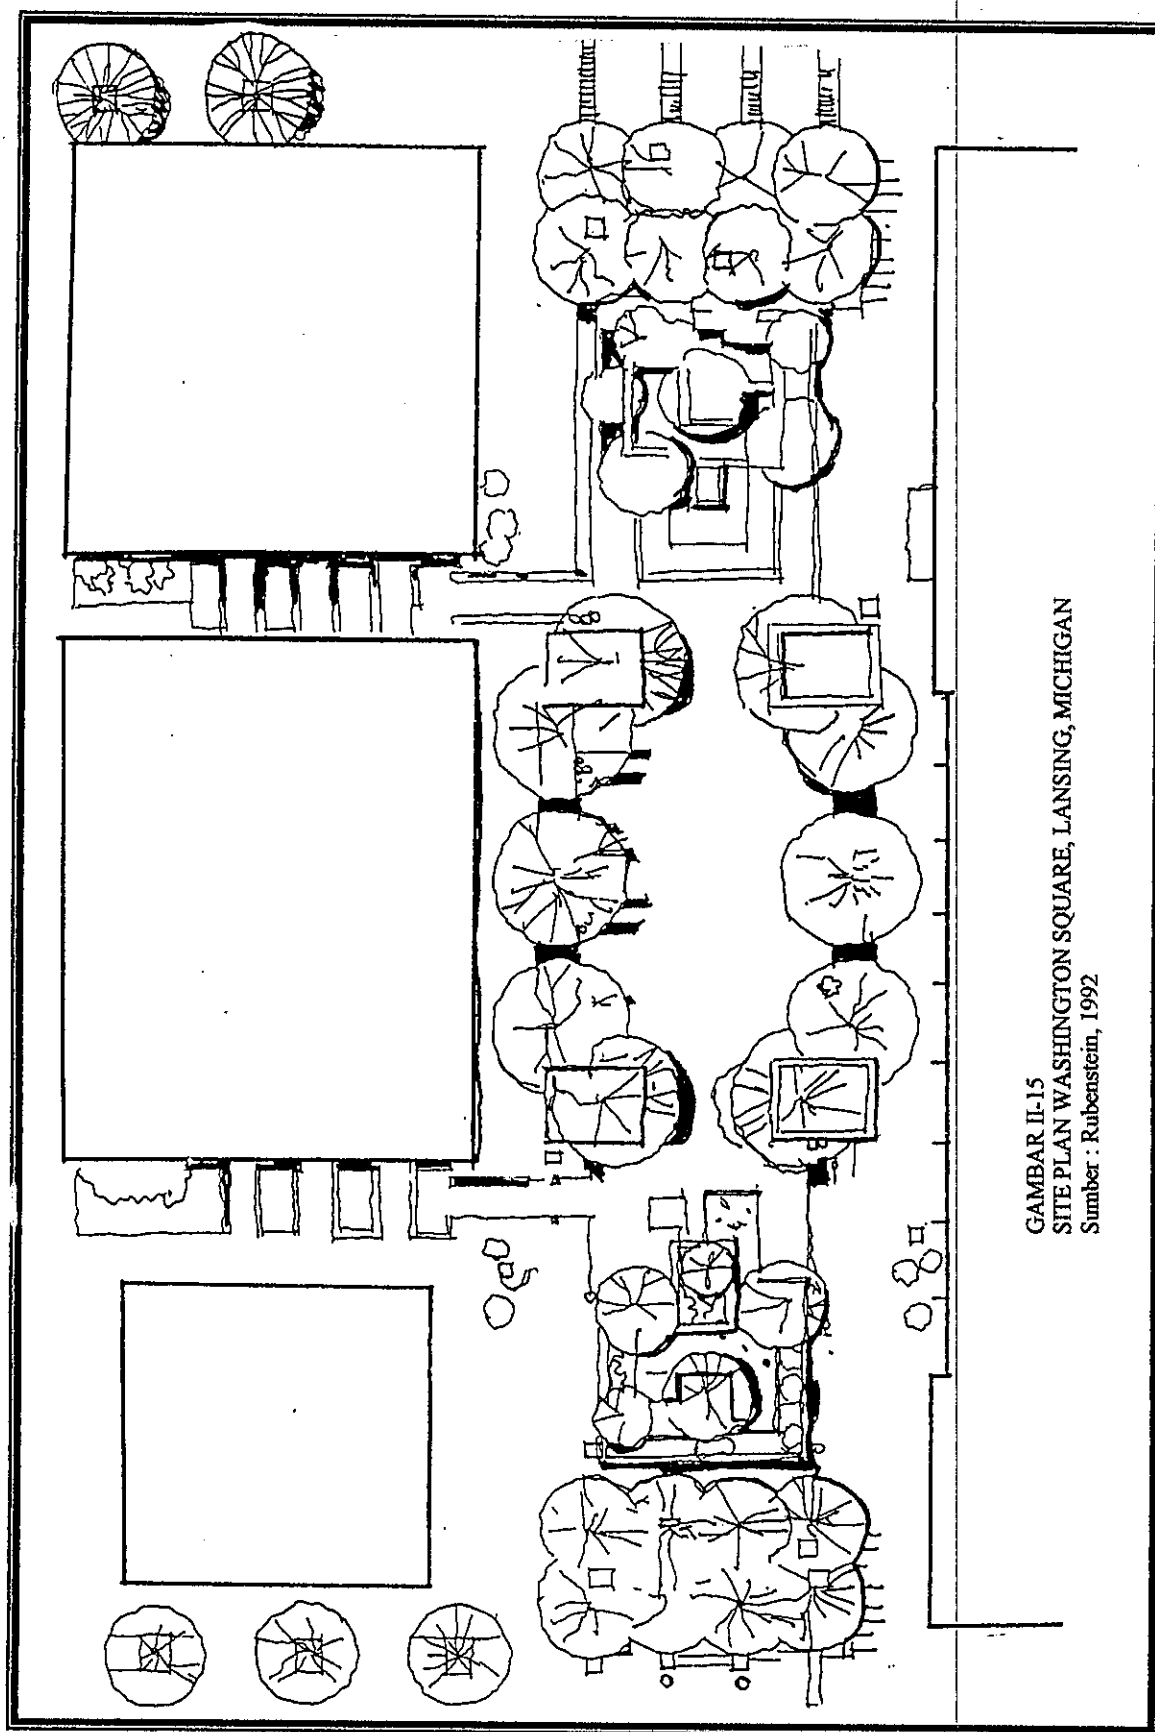 GAMBAR II-15
SITE PLAN WASHINGTON SQUARE, LANSING, MICHIGAN
Sumber : Rubenstein, 1992